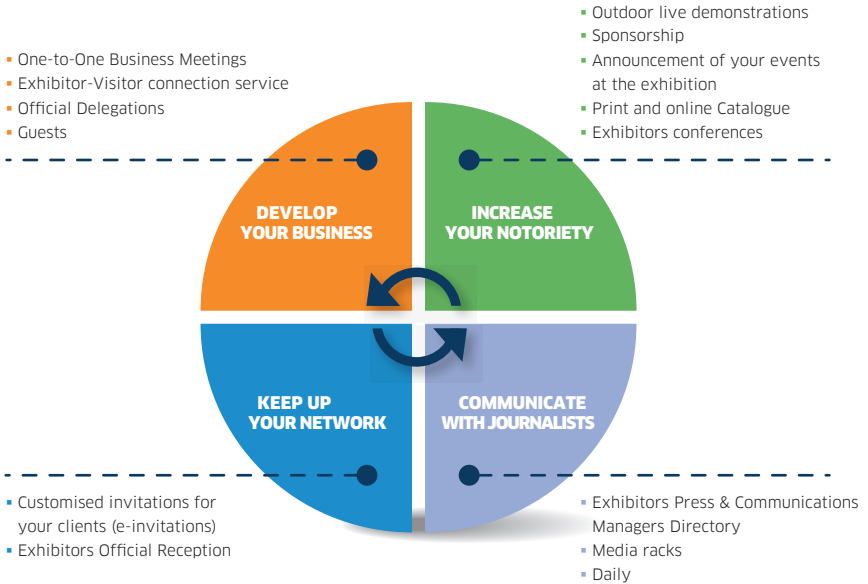 ▪ One-to-One Business Meetings
▪ Exhibitor-Visitor connection service
▪ Official Delegations
▪ Guests
▪ Outdoor live demonstrations
▪ Sponsorship
▪ Announcement of your events
at the exhibition
▪ Print and online Catalogue
▪ Exhibitors conferences
DEVELOP
YOUR BUSINESS
INCREASE
YOUR NOTORIETY
KEEP UP
YOUR NETWORK
COMMUNICATE
WITH JOURNALISTS
▪ Customised invitations for
your clients (e-invitations)
▪ Exhibitors Official Reception
▪ Exhibitors Press & Communications
Managers Directory
▪ Media racks
▪ Daily